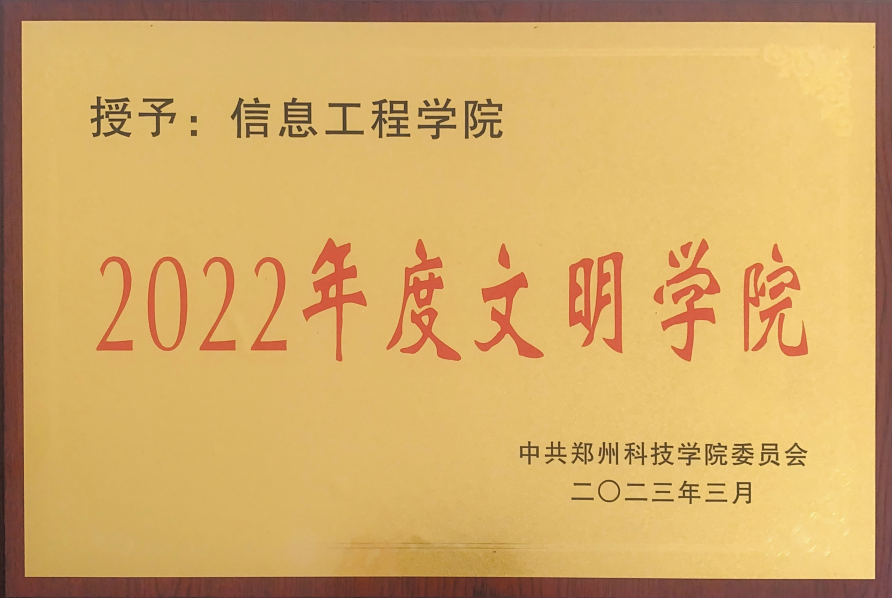 授予：信息工程学院
2022年度文明学院
中共郑州科技学院委员会
二〇二三年三月